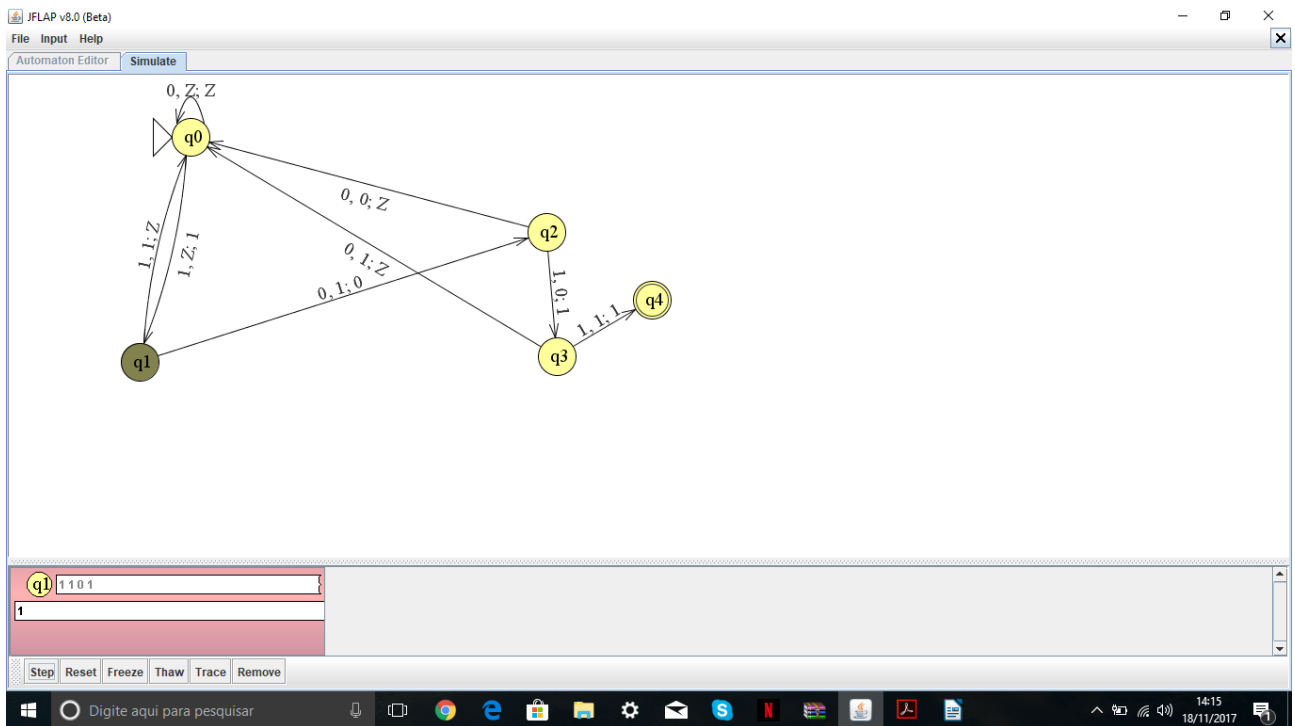 JFLAP v8.0 (Beta)
File Input Help
Automaton Editor Simulate
0, Z; Z
q0
0, 0; Z
q2
1, 1; Z
1, Z; 1
0, 1; Z
0, 1; 0
1, 0; 1
q4
1, 1; 1
q3
q1
q1 1 1 0 1
1
Step Reset Freeze Thaw Trace Remove
Digite aqui para pesquisar
14:15
18/11/2017